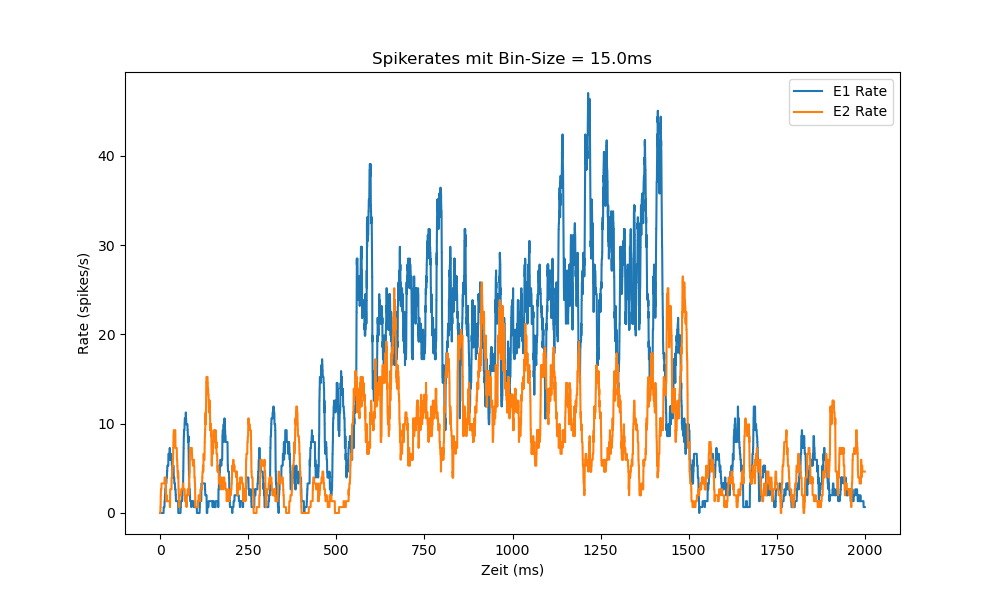 Spikerates mit Bin-Size = 15.0ms
E1 Rate
E2 Rate
Rate (spikes/s)
40
30
20
10
0
0 250 500 750 1000 1250 1500 1750 2000
Zeit (ms)